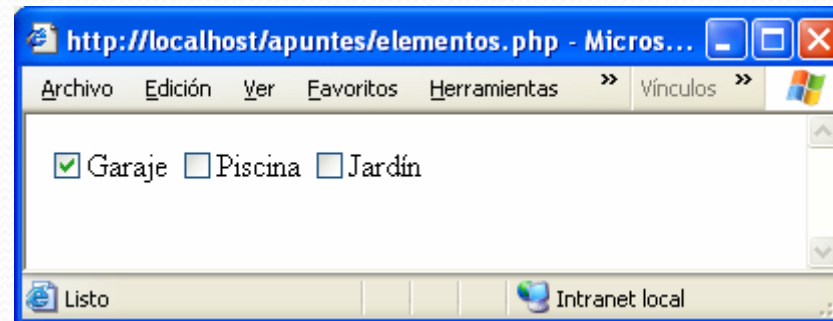 http://localhost/apuntes/elementos.php - Micros...
Archivo Edición Ver Favoritos Herramientas » Vínculos »
Garaje Piscina Jardín
Listo Intranet local